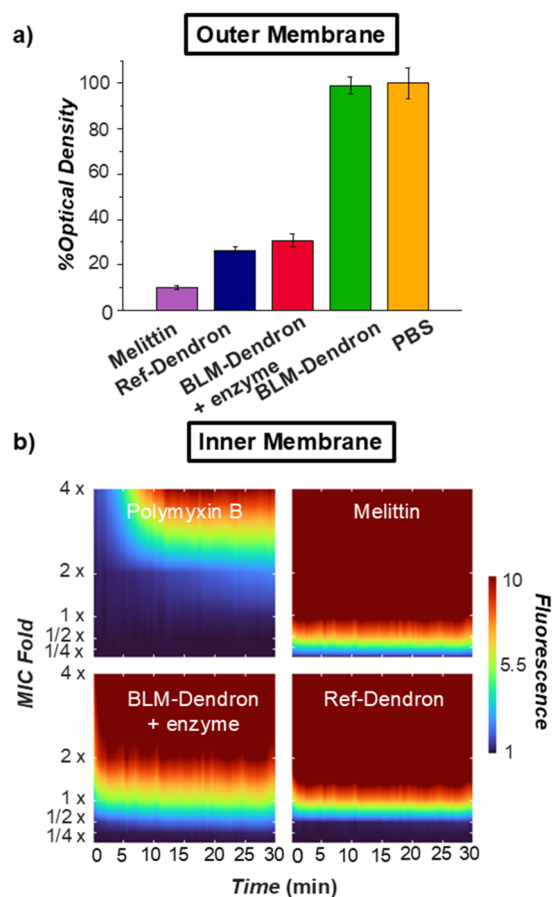 a)
Outer Membrane
%Optical Density
100
80
60
40
20
0
Melittin
Ref-Dendron
BLM-Dendron
+ enzyme
BLM-Dendron
PBS
b)
Inner Membrane
MIC Fold
4 x
2 x
1 x
1/2 x
1/4 x
Polymyxin B
Melittin
4 x
2 x
1 x
1/2 x
1/4 x
BLM-Dendron
+ enzyme
Ref-Dendron
0 5 10 15 20 25 30
0 5 10 15 20 25 30
Time (min)
10
5.5
1
Fluorescence